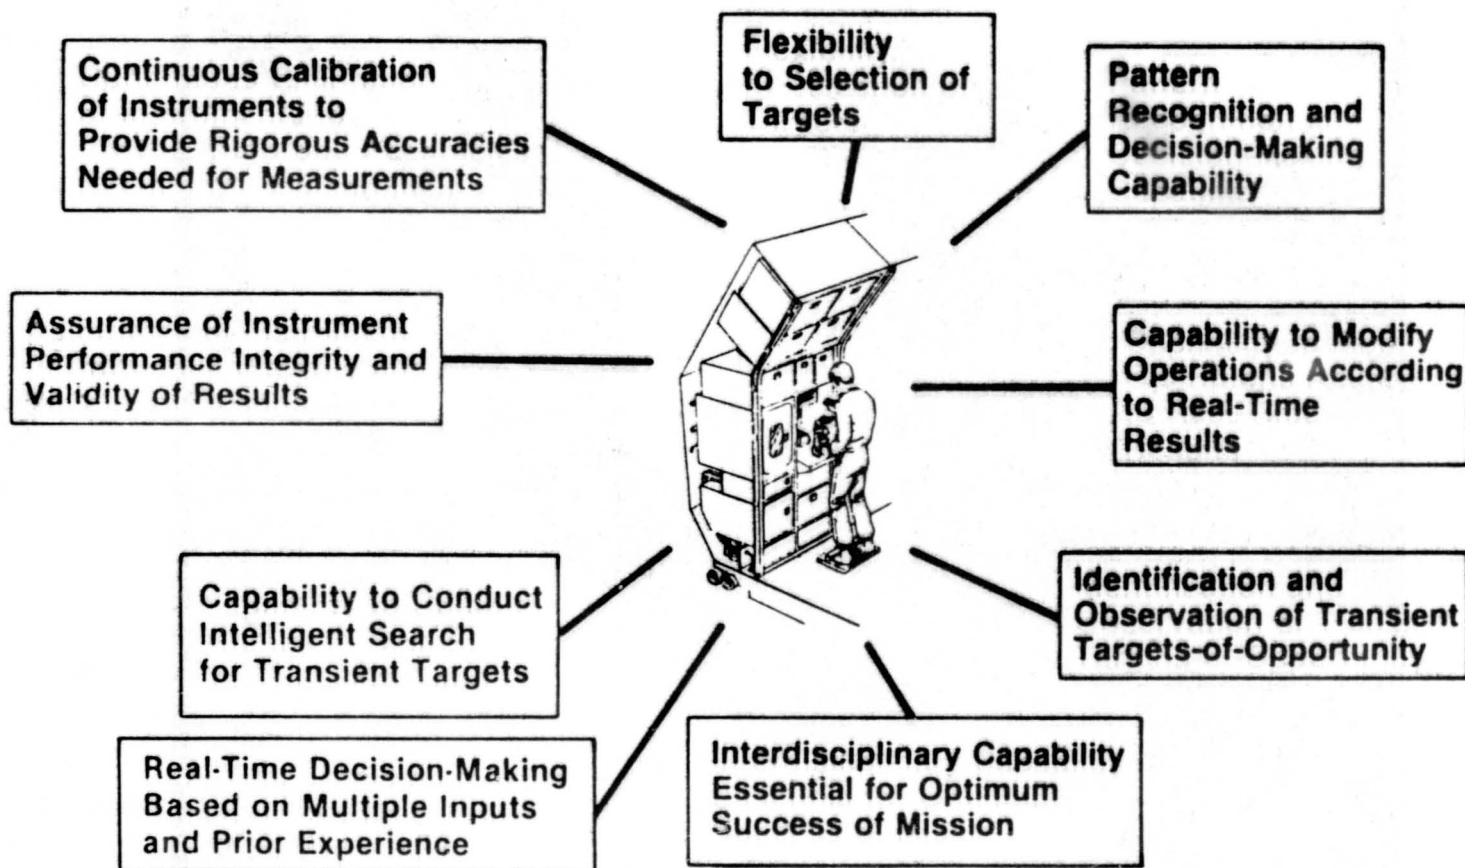 Continuous Calibration
of Instruments to
Provide Rigorous Accuracies
Needed for Measurements
Flexibility
to Selection of
Targets
Pattern
Recognition and
Decision-Making
Capability
Assurance of Instrument
Performance Integrity and
Validity of Results
Capability to Modify
Operations According
to Real-Time
Results
Capability to Conduct
Intelligent Search
for Transient Targets
Identification and
Observation of Transient
Targets-of-Opportunity
Real-Time Decision-Making
Based on Multiple Inputs
and Prior Experience
Interdisciplinary Capability
Essential for Optimum
Success of Mission